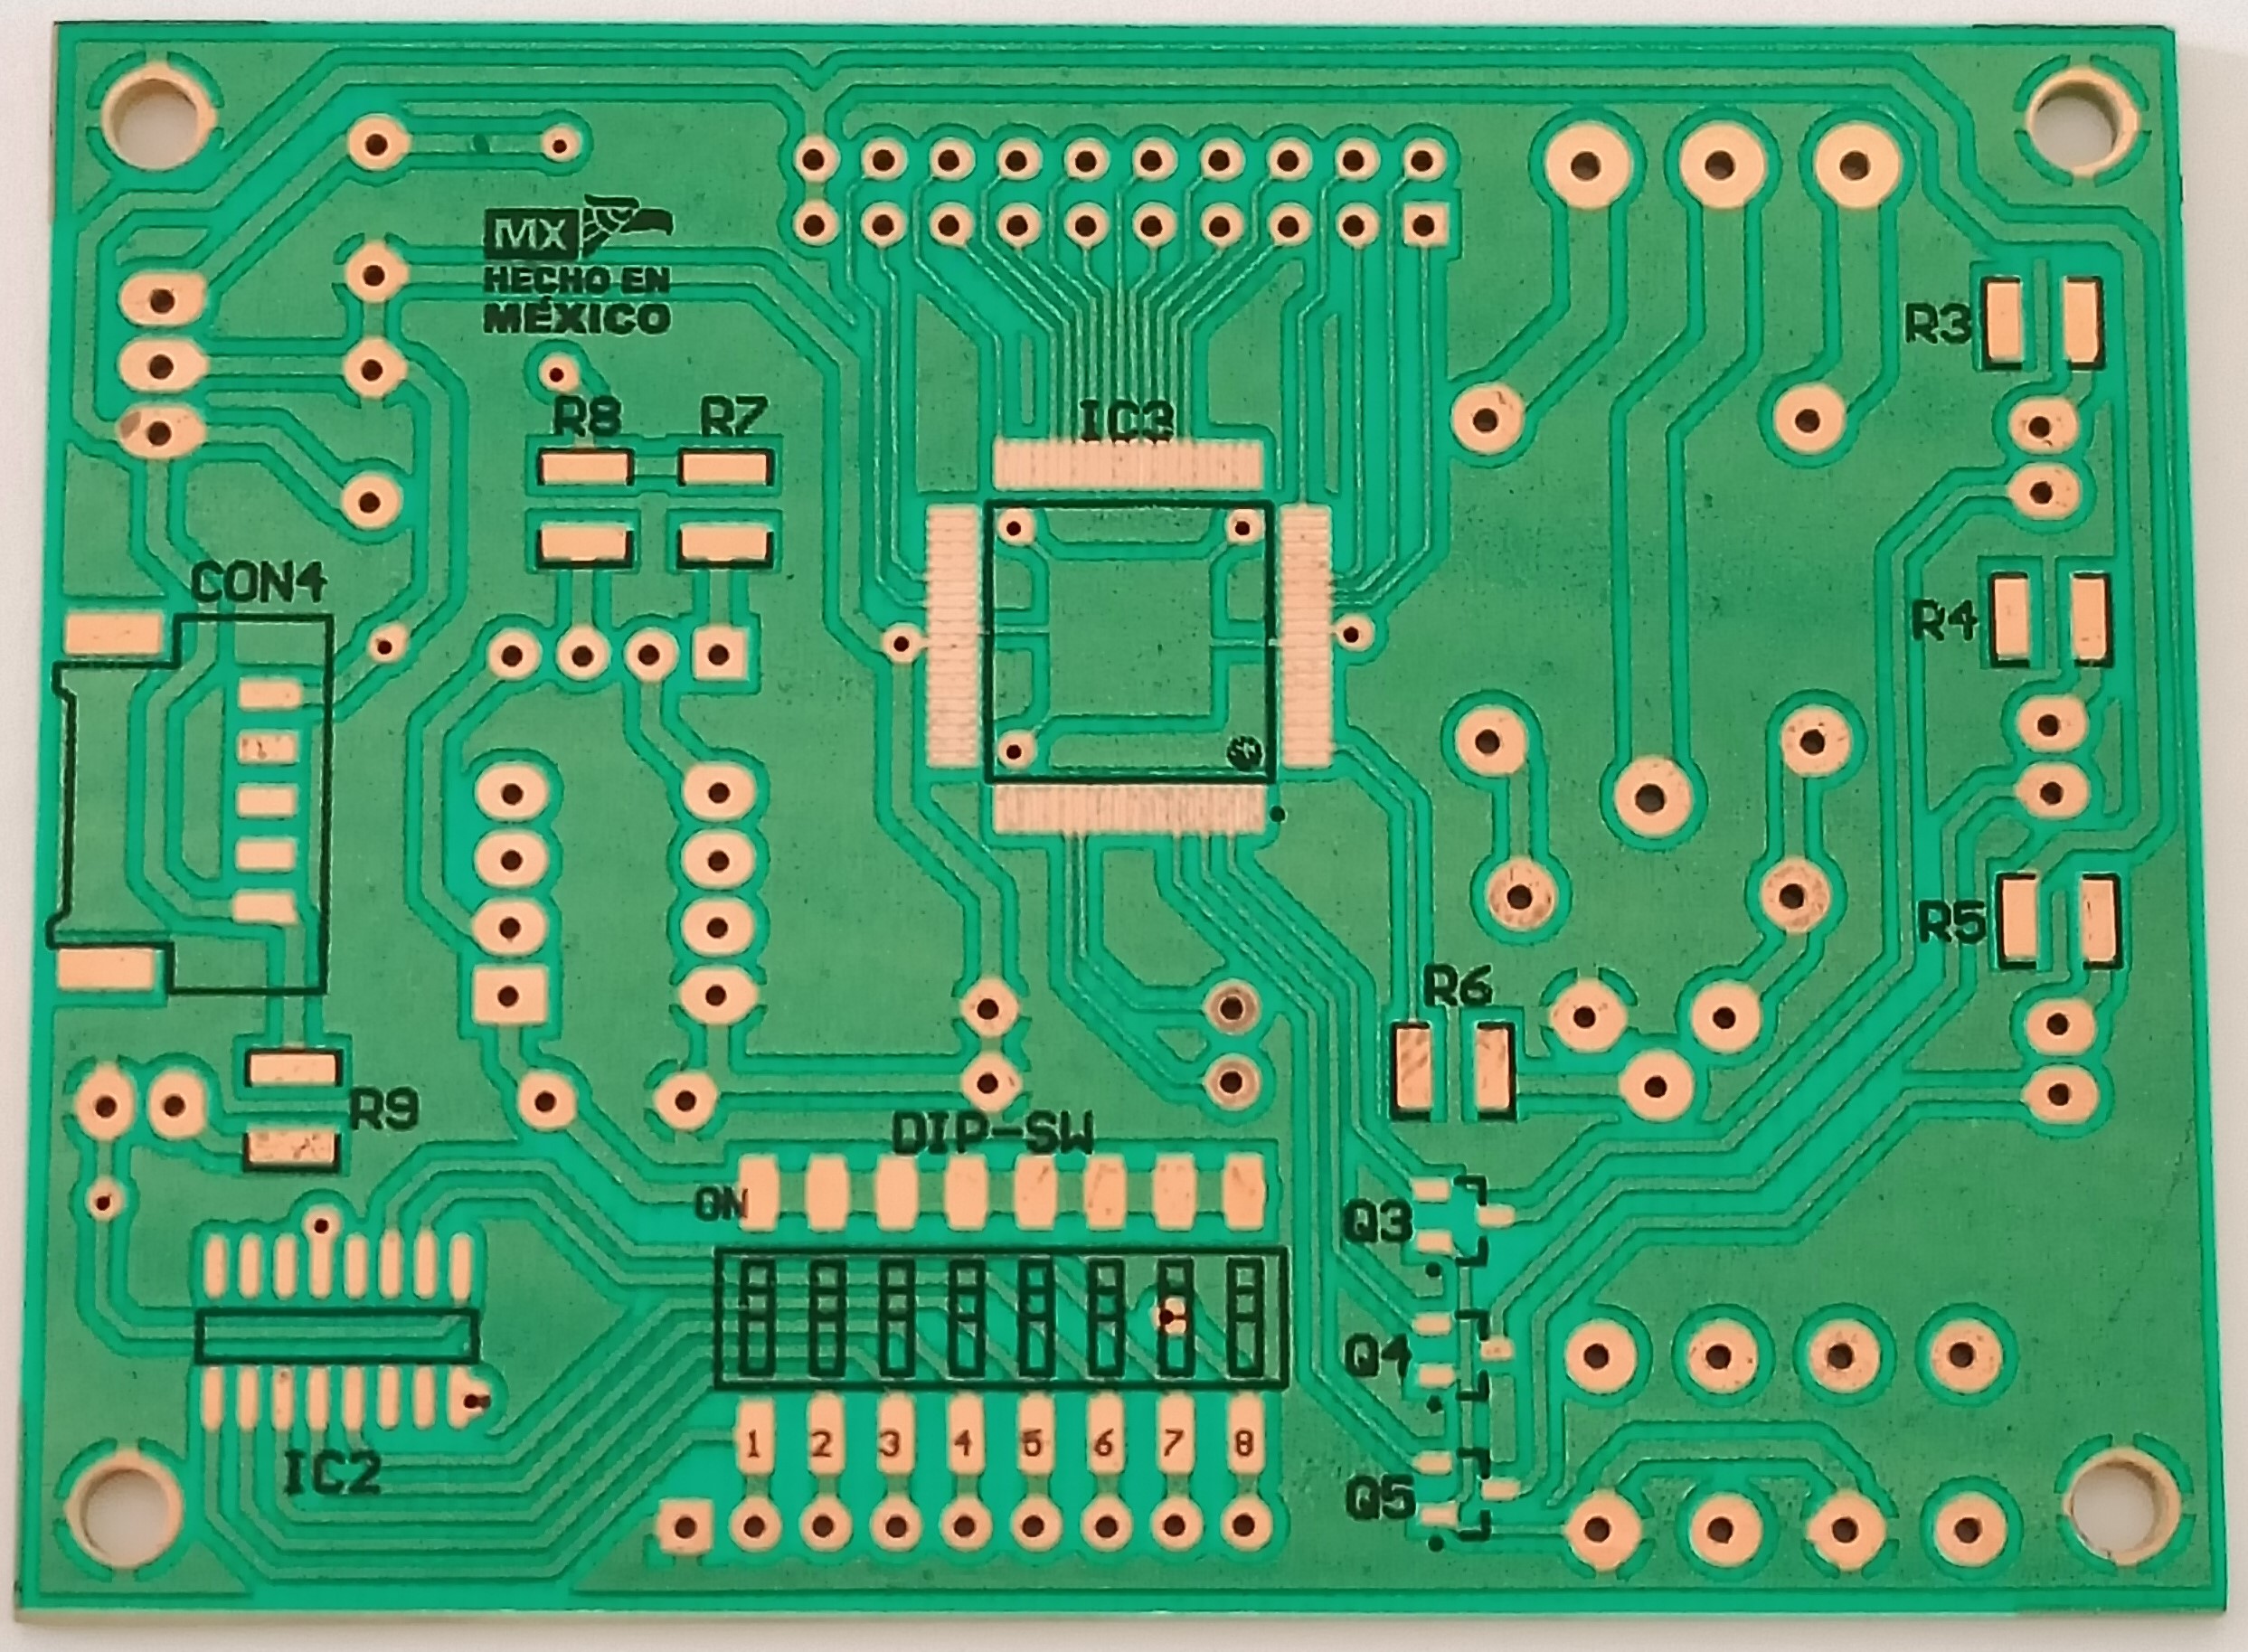 MX
HECHO EN
MÉXICO
R3
R8
R7
IC3
CON4
R4
R5
R6
R9
DIP-SW
ON
Q3
Q4
1 2 3 4 5 6 7 8
IC2
Q5